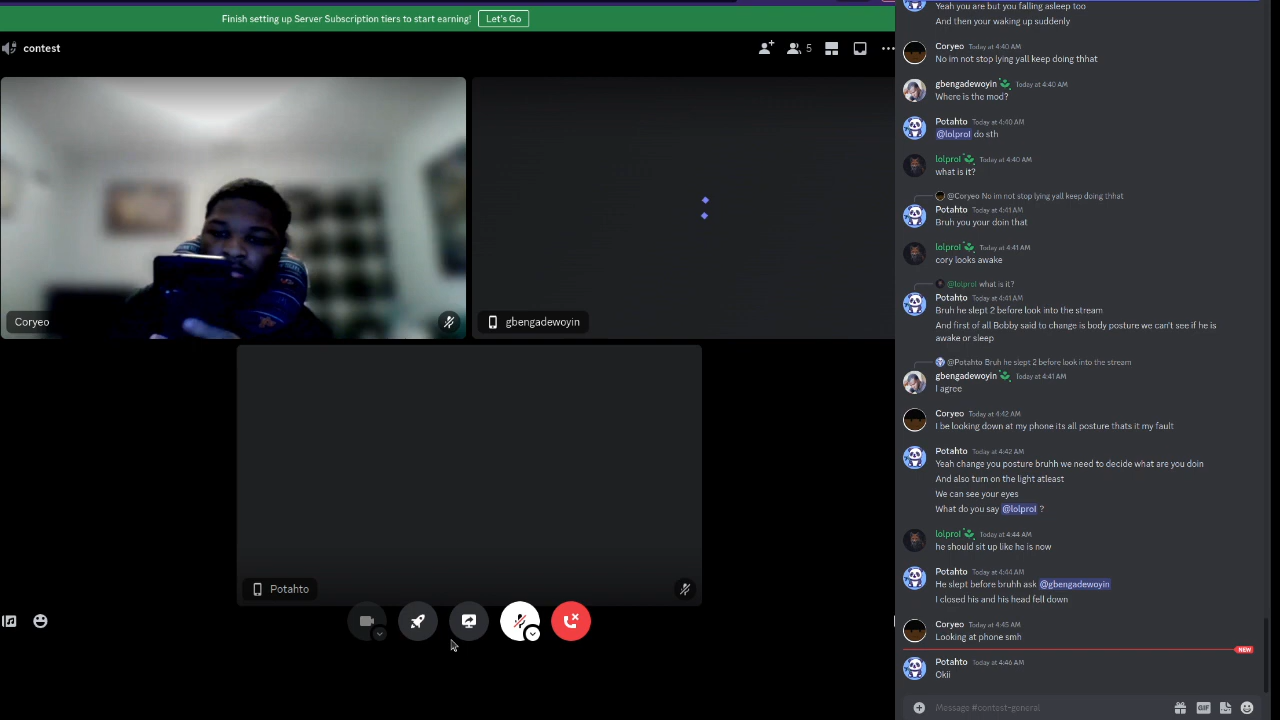 Finish setting up Server Subscription tiers to start earning!
Let's Go
contest
5
Coryeo
gbengadewoyin
Potahto
Yeah you are but you falling asleep too
And then your waking up suddenly
Coryeo Today at 4:40 AM
No im not stop lying yall keep doing thhat
gbengadewoyin Today at 4:40 AM
Where is the mod?
Potahto Today at 4:40 AM
@lolprol do sth
lolprol Today at 4:40 AM
what is it?
@Coryeo No im not stop lying yall keep doing thhat
Potahto Today at 4:41 AM
Bruh you your doin that
lolprol Today at 4:41 AM
cory looks awake
@lolprol what is it?
Potahto Today at 4:41 AM
Bruh he slept 2 before look into the stream
And first of all Bobby said to change is body posture we can't see if he is
awake or sleep
@Potahto Bruh he slept 2 before look into the stream
gbengadewoyin Today at 4:41 AM
I agree
Coryeo Today at 4:42 AM
I be looking down at my phone its all posture thats it my fault
Potahto Today at 4:42 AM
Yeah change you posture bruhh we need to decide what are you doin
And also turn on the light atleast
We can see your eyes
What do you say @lolprol ?
lolprol Today at 4:44 AM
he should sit up like he is now
Potahto Today at 4:44 AM
He slept before bruhh ask @gbengadewoyin
I closed his and his head fell down
Coryeo Today at 4:45 AM
Looking at phone smh
NEW
Potahto Today at 4:46 AM
Okii
Message #contest-general
GIF